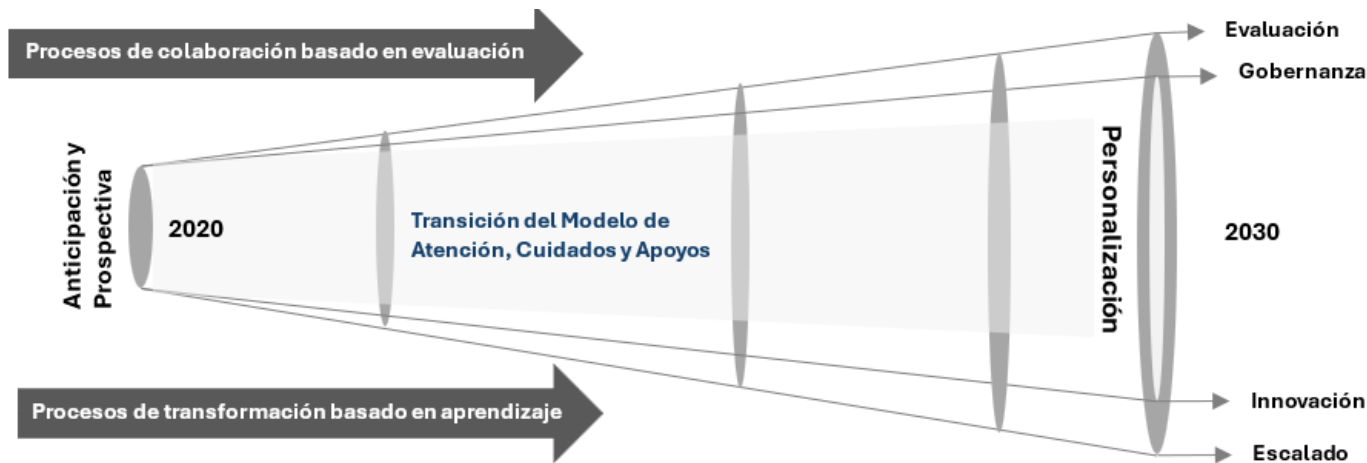 Procesos de colaboración basado en evaluación
Evaluación
Gobernanza
Anticipación y
Prospectiva
2020
Transición del Modelo de
Atención, Cuidados y Apoyos
Personalización
2030
Procesos de transformación basado en aprendizaje
Innovación
Escalado